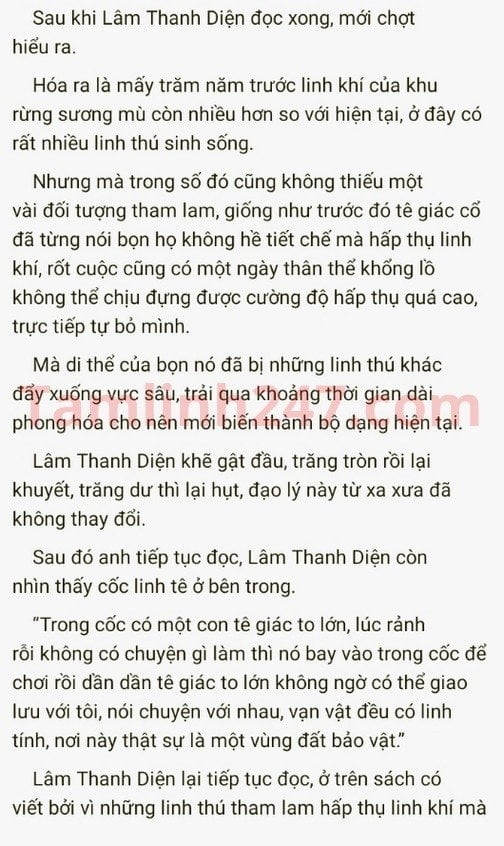 Sau khi Lâm Thanh Diện đọc xong, mới chợt
hiểu ra.
Hóa ra là mấy trăm năm trước linh khí của khu
rừng sương mù còn nhiều hơn so với hiện tại, ở đây có
rất nhiều linh thú sinh sống.
Nhưng mà trong số đó cũng không thiếu một
vài đối tượng tham lam, giống như trước đó tê giác cổ
đã từng nói bọn họ không hề tiết chế mà hấp thụ linh
khí, rốt cuộc cũng có một ngày thân thể khổng lồ
không thể chịu đựng được cường độ hấp thụ quá cao,
trực tiếp tự bỏ mình.
Mà di thể của bọn nó đã bị những linh thú khác
đẩy xuống vực sâu, trải qua khoảng thời gian dài
phong hóa cho nên mới biến thành bộ dạng hiện tại.
Tamlinh247.com
Lâm Thanh Diện khẽ gật đầu, trăng tròn rồi lại
khuyết, trăng dư thì lại hụt, đạo lý này từ xa xưa đã
không thay đổi.
Sau đó anh tiếp tục đọc, Lâm Thanh Diện còn
nhìn thấy cốc linh tê ở bên trong.
“Trong cốc có một con tê giác to lớn, lúc rảnh
rỗi không có chuyện gì làm thì nó bay vào trong cốc để
chơi rồi dần dần tê giác to lớn không ngờ có thể giao
lưu với tôi, nói chuyện với nhau, vạn vật đều có linh
tính, nơi này thật sự là một vùng đất bảo vật.”
Lâm Thanh Diện lại tiếp tục đọc, ở trên sách có
viết bởi vì những linh thú tham lam hấp thụ linh khí mà